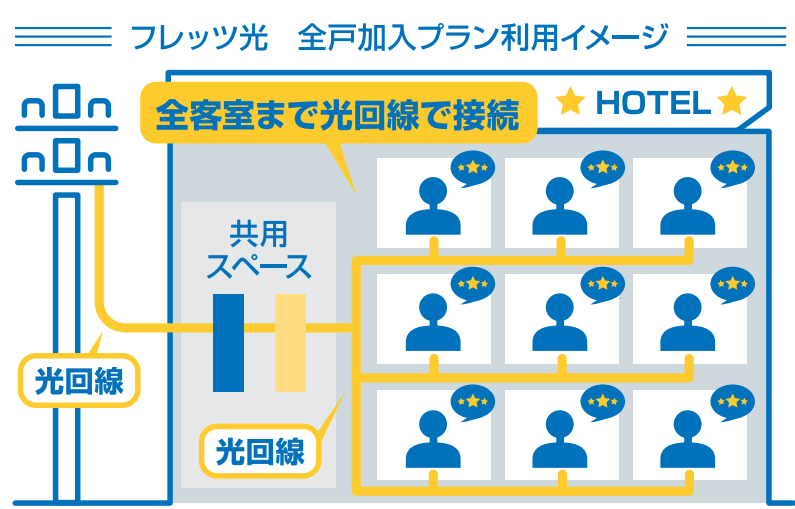 フレッツ光　全戸加入プラン利用イメージ
全客室まで光回線で接続
HOTEL
共用
スペース
光回線
光回線